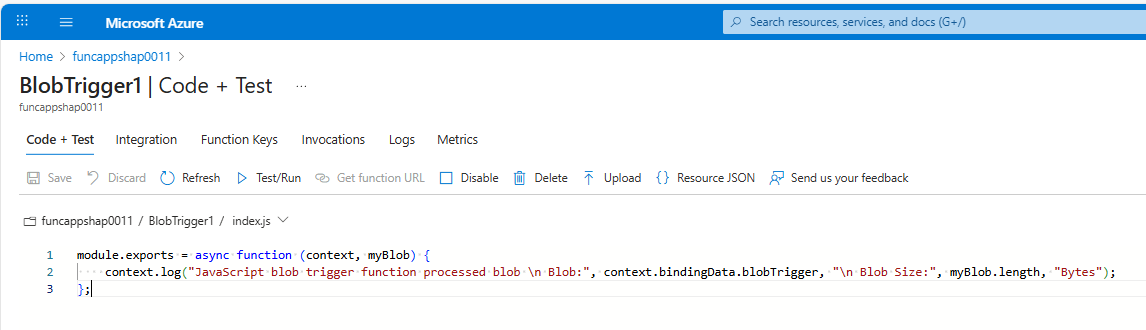 Microsoft Azure
Search resources, services, and docs (G+/)
Home > funcappshap0011 >
BlobTrigger1 | Code + Test ...
funcappshap0011
Code + Test Integration Function Keys Invocations Logs Metrics
Save Discard Refresh Test/Run Get function URL Disable Delete Upload {} Resource JSON Send us your feedback
funcappshap0011 / BlobTrigger1 / index.js
1 module.exports = async function (context, myBlob) {
2 context.log("JavaScript blob trigger function processed blob \n Blob:", context.bindingData.blobTrigger, "\n Blob Size:", myBlob.length, "Bytes");
3 };